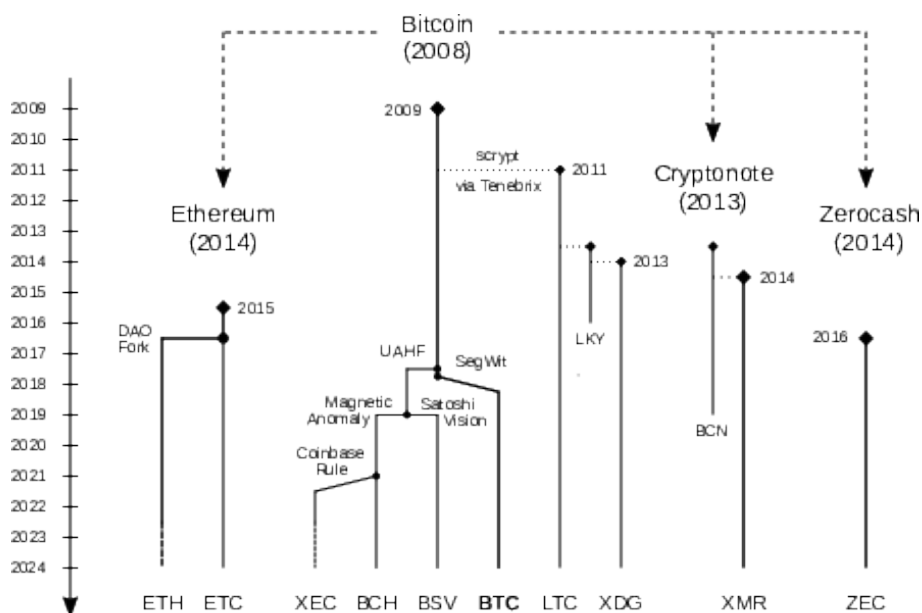 Bitcoin
(2008)
2009
2010
2011
2012
2013
2014
2015
2016
2017
2018
2019
2020
2021
2022
2023
2024
Ethereum
(2014)
2015
DAO
Fork
2009
scrypt
via Tenebrix
2011
2013
LKY
UAHF
SegWit
Magnetic
Anomaly
Satoshi
Vision
Coinbase
Rule
Cryptonote
(2013)
2014
BCN
Zerocash
(2014)
2016
ETH ETC XEC BCH BSV BTC LTC XDG XMR ZEC